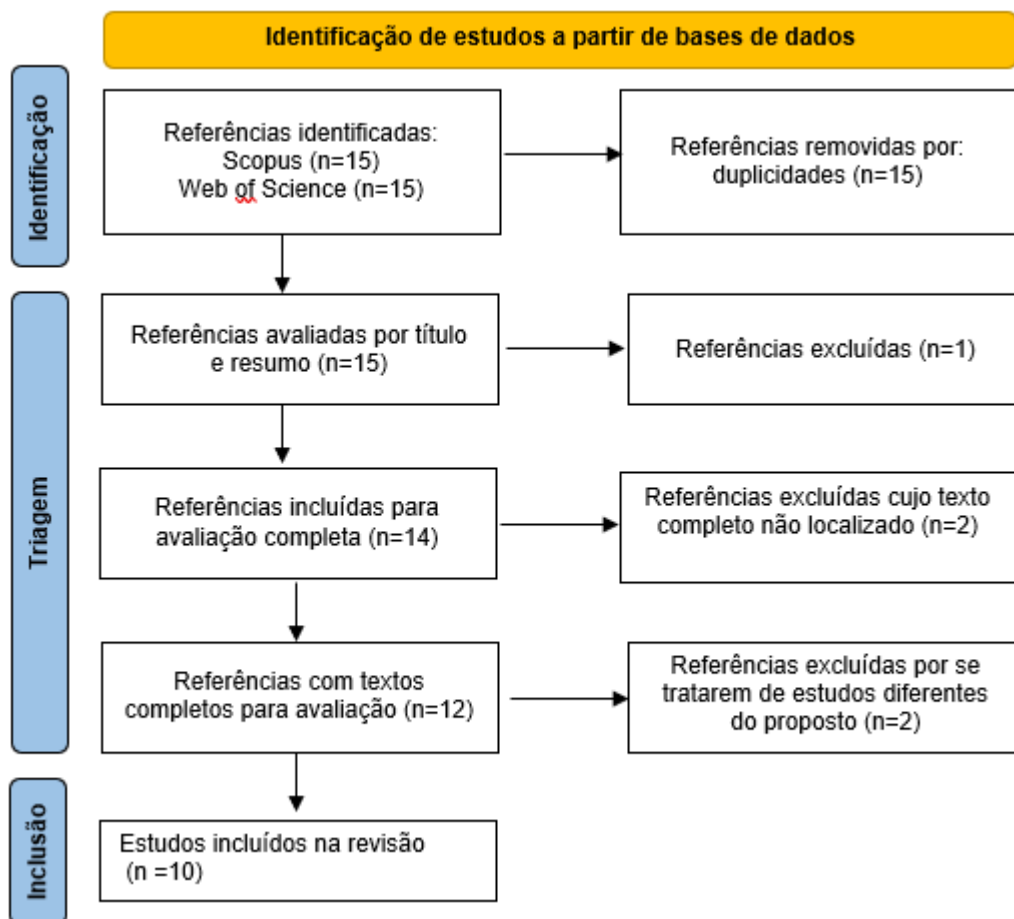 Identificação de estudos a partir de bases de dados
Identificação
Referências identificadas:
Scopus (n=15)
Web of Science (n=15)
Referências removidas por:
duplicidades (n=15)
Triagem
Referências avaliadas por título
e resumo (n=15)
Referências excluídas (n=1)
Referências incluídas para
avaliação completa (n=14)
Referências excluídas cujo texto
completo não localizado (n=2)
Referências com textos
completos para avaliação (n=12)
Referências excluídas por se
tratarem de estudos diferentes
do proposto (n=2)
Inclusão
Estudos incluídos na revisão
(n =10)